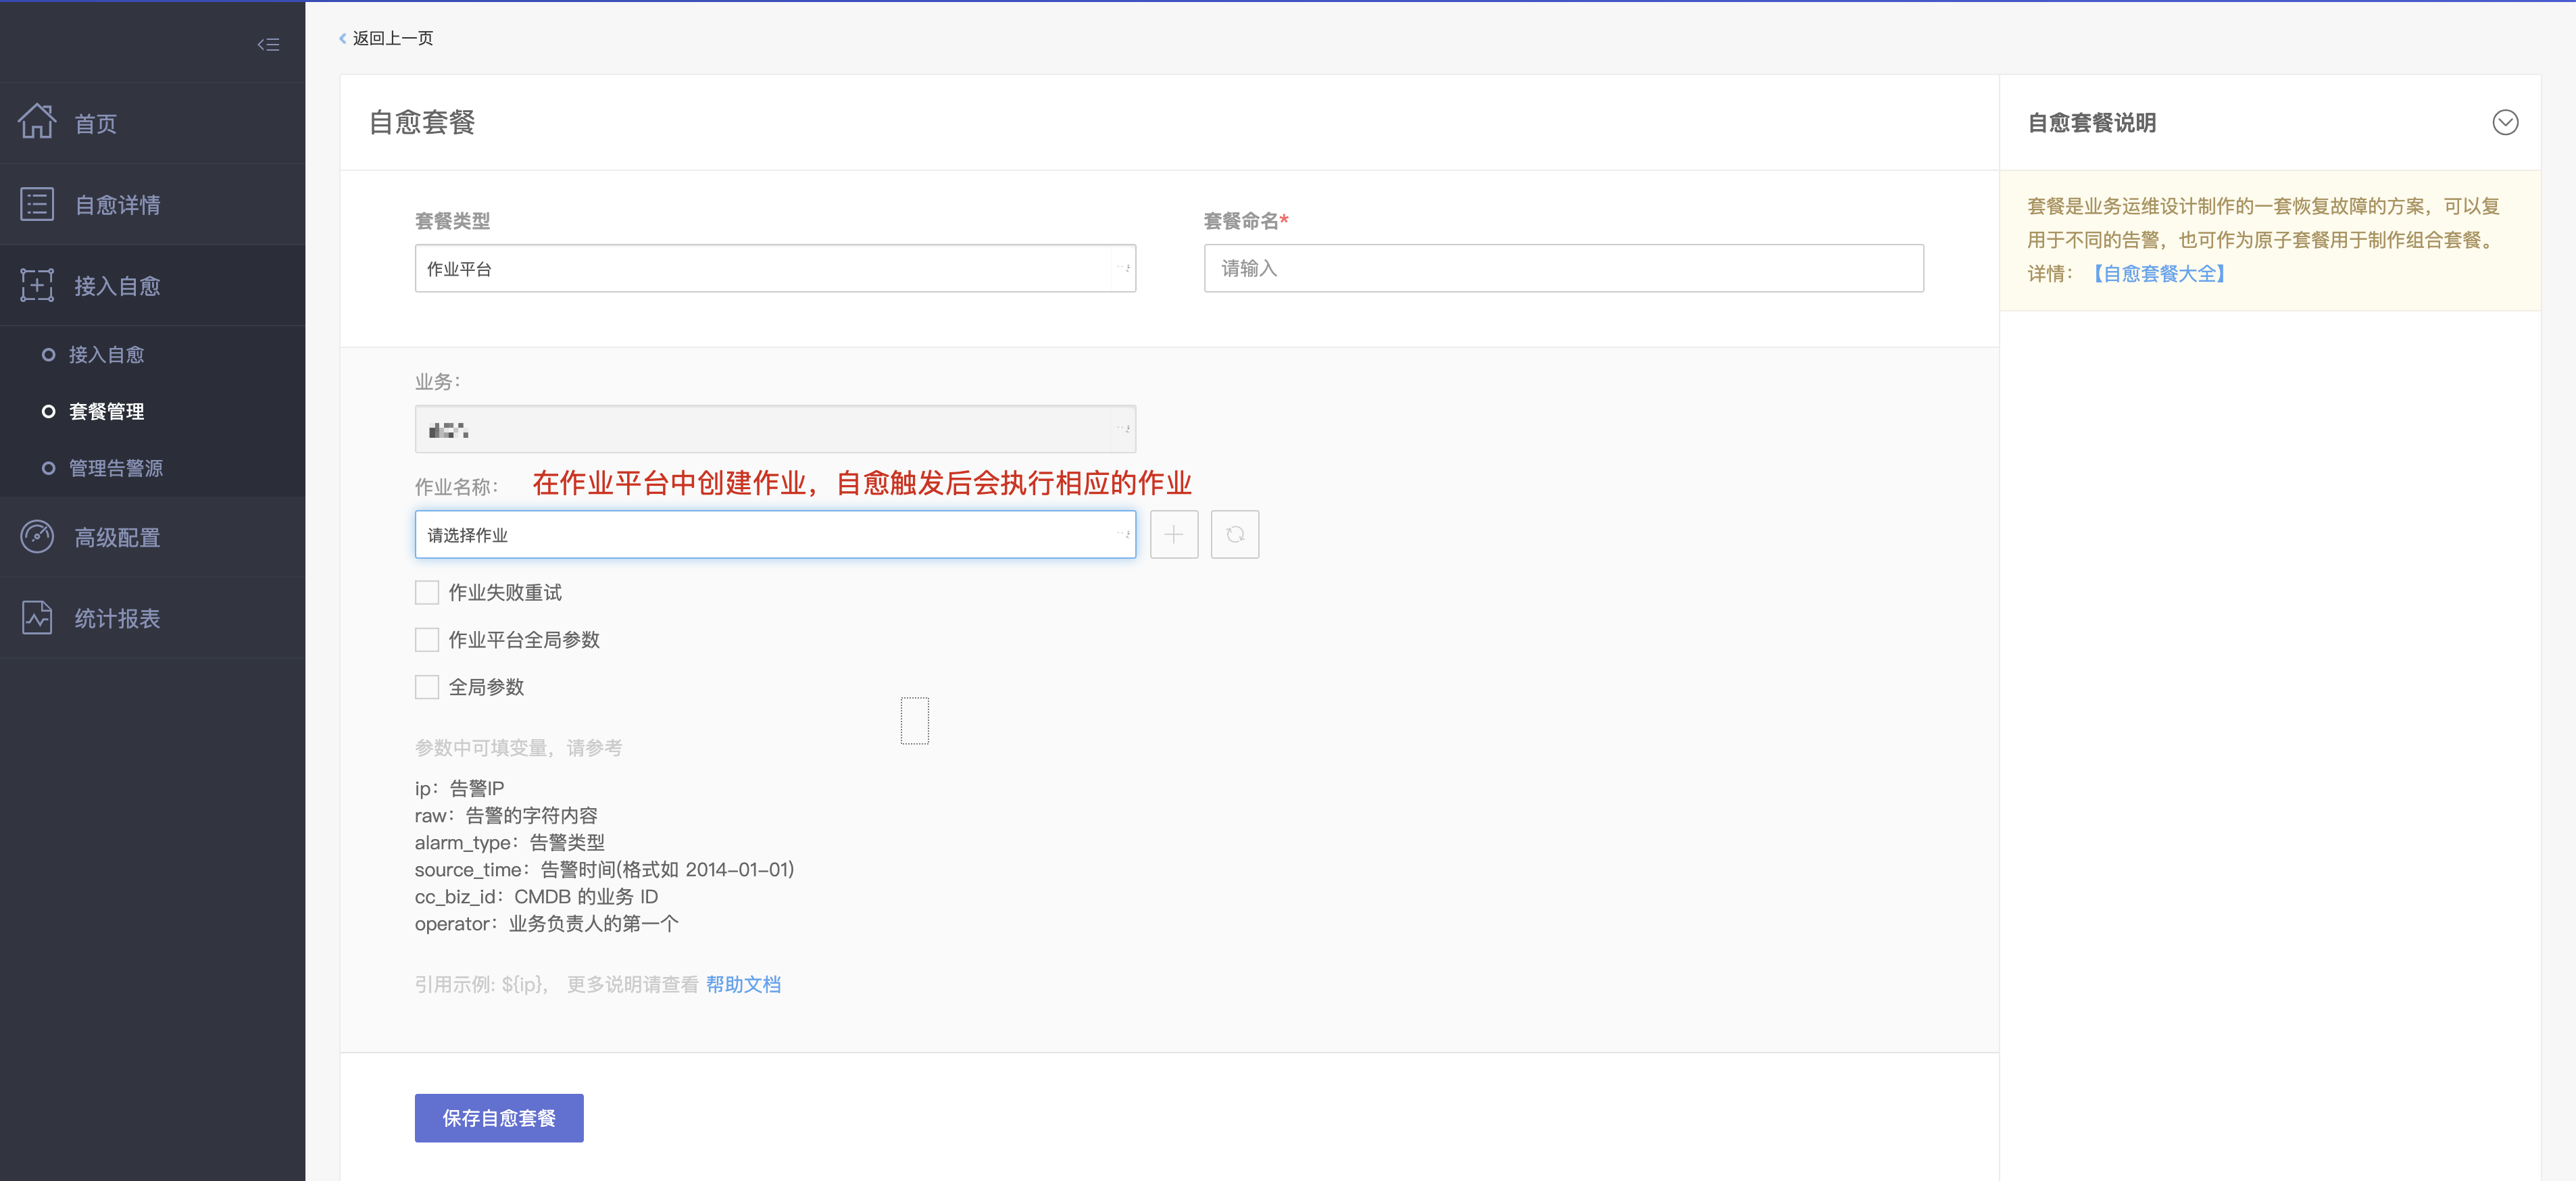 返回上一页
首页
自愈详情
接入自愈
接入自愈
套餐管理
管理告警源
高级配置
统计报表
自愈套餐
套餐类型
作业平台
套餐命名*
请输入
业务：
作业名称：
在作业平台中创建作业，自愈触发后会执行相应的作业
请选择作业
作业失败重试
作业平台全局参数
全局参数
参数中可填变量，请参考
ip：告警IP
raw：告警的字符内容
alarm_type：告警类型
source_time：告警时间(格式如 2014-01-01)
cc_biz_id：CMDB 的业务 ID
operator：业务负责人的第一个
引用示例: ${ip}， 更多说明请查看 帮助文档
保存自愈套餐
自愈套餐说明
套餐是业务运维设计制作的一套恢复故障的方案，可以复
用于不同的告警，也可作为原子套餐用于制作组合套餐。
详情：【自愈套餐大全】